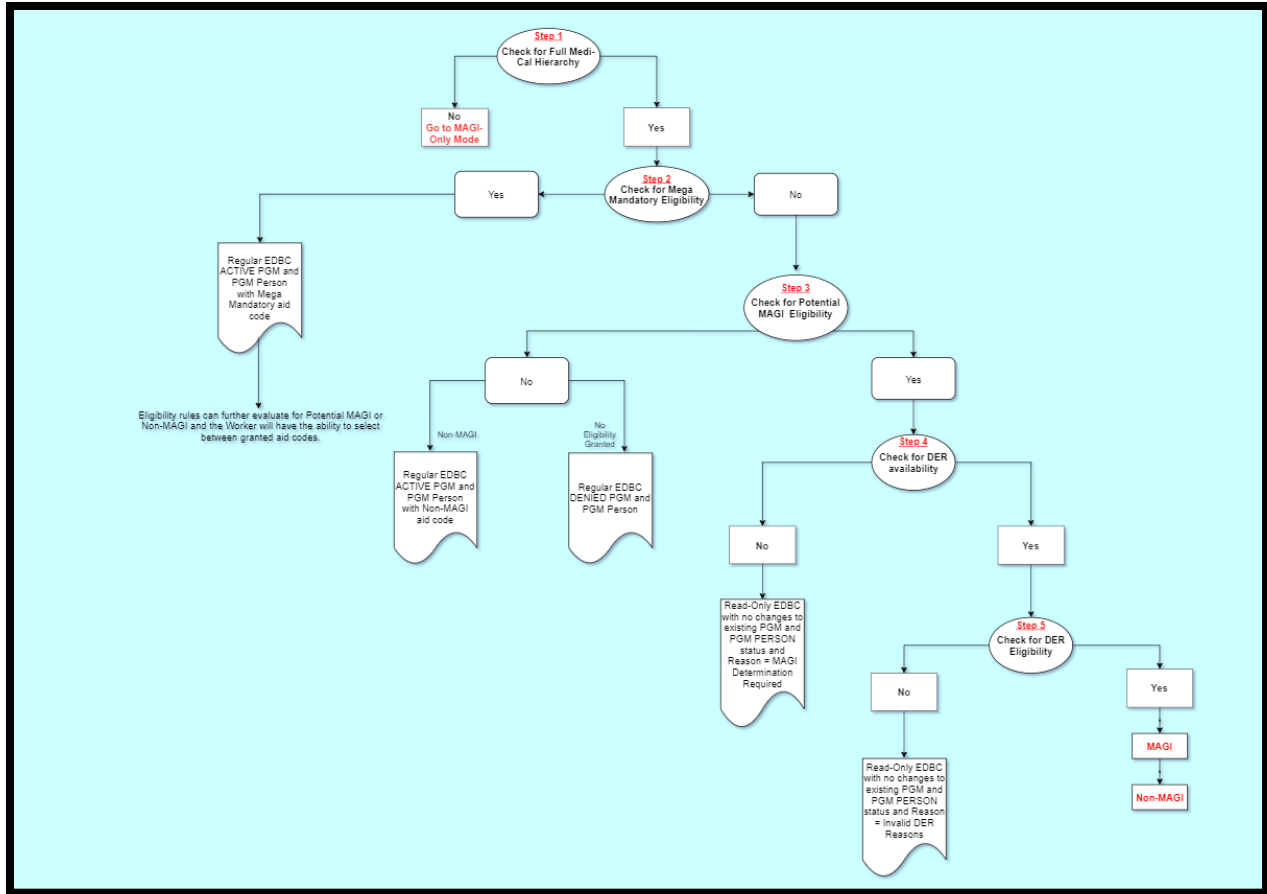 Step 1
Check for Full Medi-
Cal Hierarchy
No
Go to MAGI-
Only Mode
Yes
Step 2
Check for Mega
Mandatory Eligibility
Yes
No
Regular EDBC
ACTIVE PGM and
PGM Person
with Mega
Mandatory aid
code
Step 3
Check for Potential
MAGI Eligibility
No
Yes
Eligibility rules can further evaluate for Potential MAGI or
Non-MAGI and the Worker will have the ability to select
between granted aid codes.
Non-MAGI
No
Eligibility
Granted
Step 4
Check for DER
availability
Regular EDBC
ACTIVE PGM and
PGM Person
with Non-MAGI
aid code
Regular EDBC
DENIED PGM and
PGM Person
No
Yes
Read-Only EDBC
with no changes to
existing PGM and
PGM PERSON
status and
Reason = MAGI
Determination
Required
Step 5
Check for DER
Eligibility
No
Yes
MAGI
Non-MAGI
Read-Only EDBC
with no changes to
existing PGM and
PGM PERSON
status and Reason
= Invalid DER
Reasons